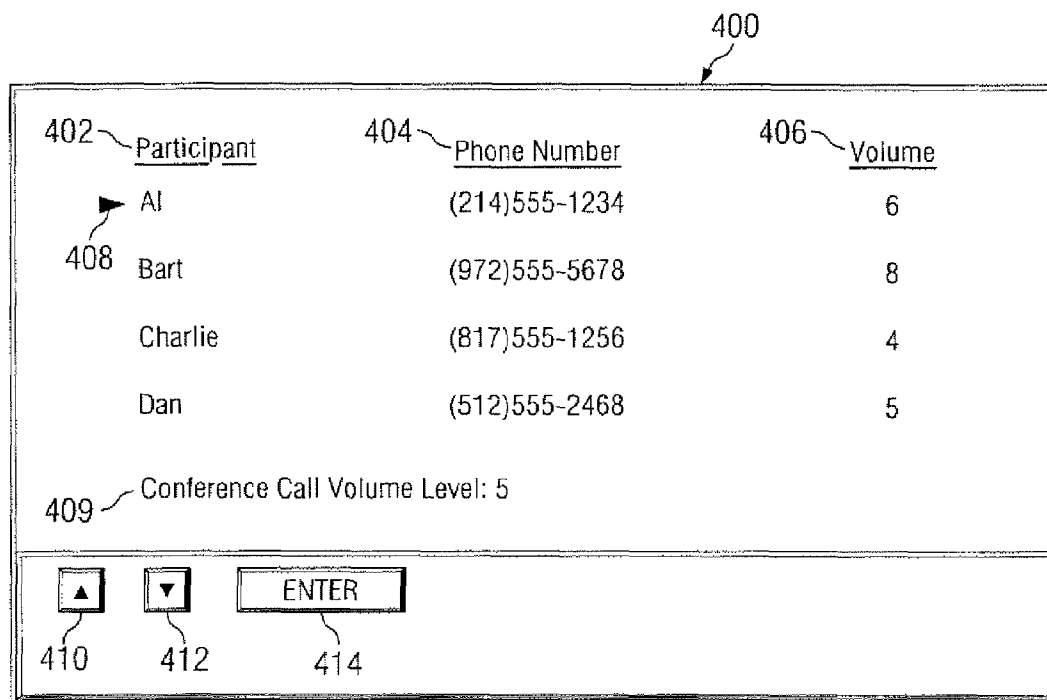 400
402 Participant 404 Phone Number 406 Volume
Al (214)555-1234 6
408
Bart (972)555-5678 8
Charlie (817)555-1256 4
Dan (512)555-2468 5
Conference Call Volume Level: 5
409
▲ ▼ ENTER
410 412 414